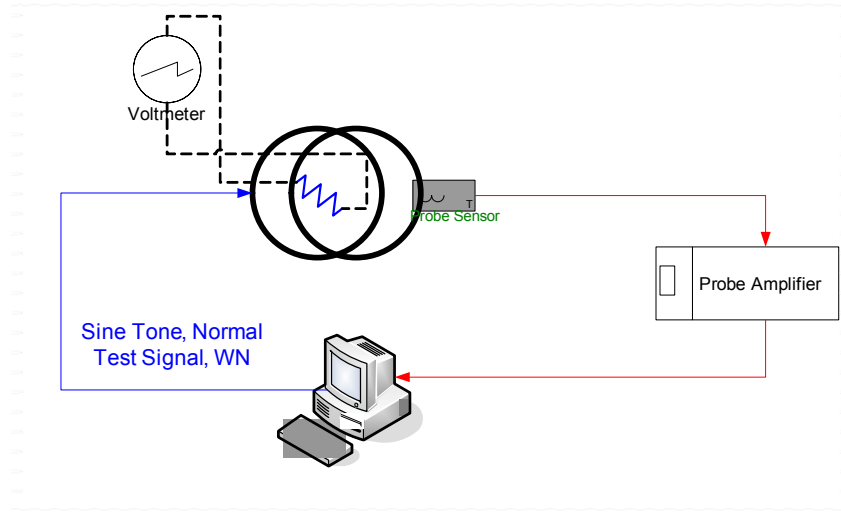 Voltmeter
T
Probe Sensor
Probe Amplifier
Sine Tone, Normal
Test Signal, WN